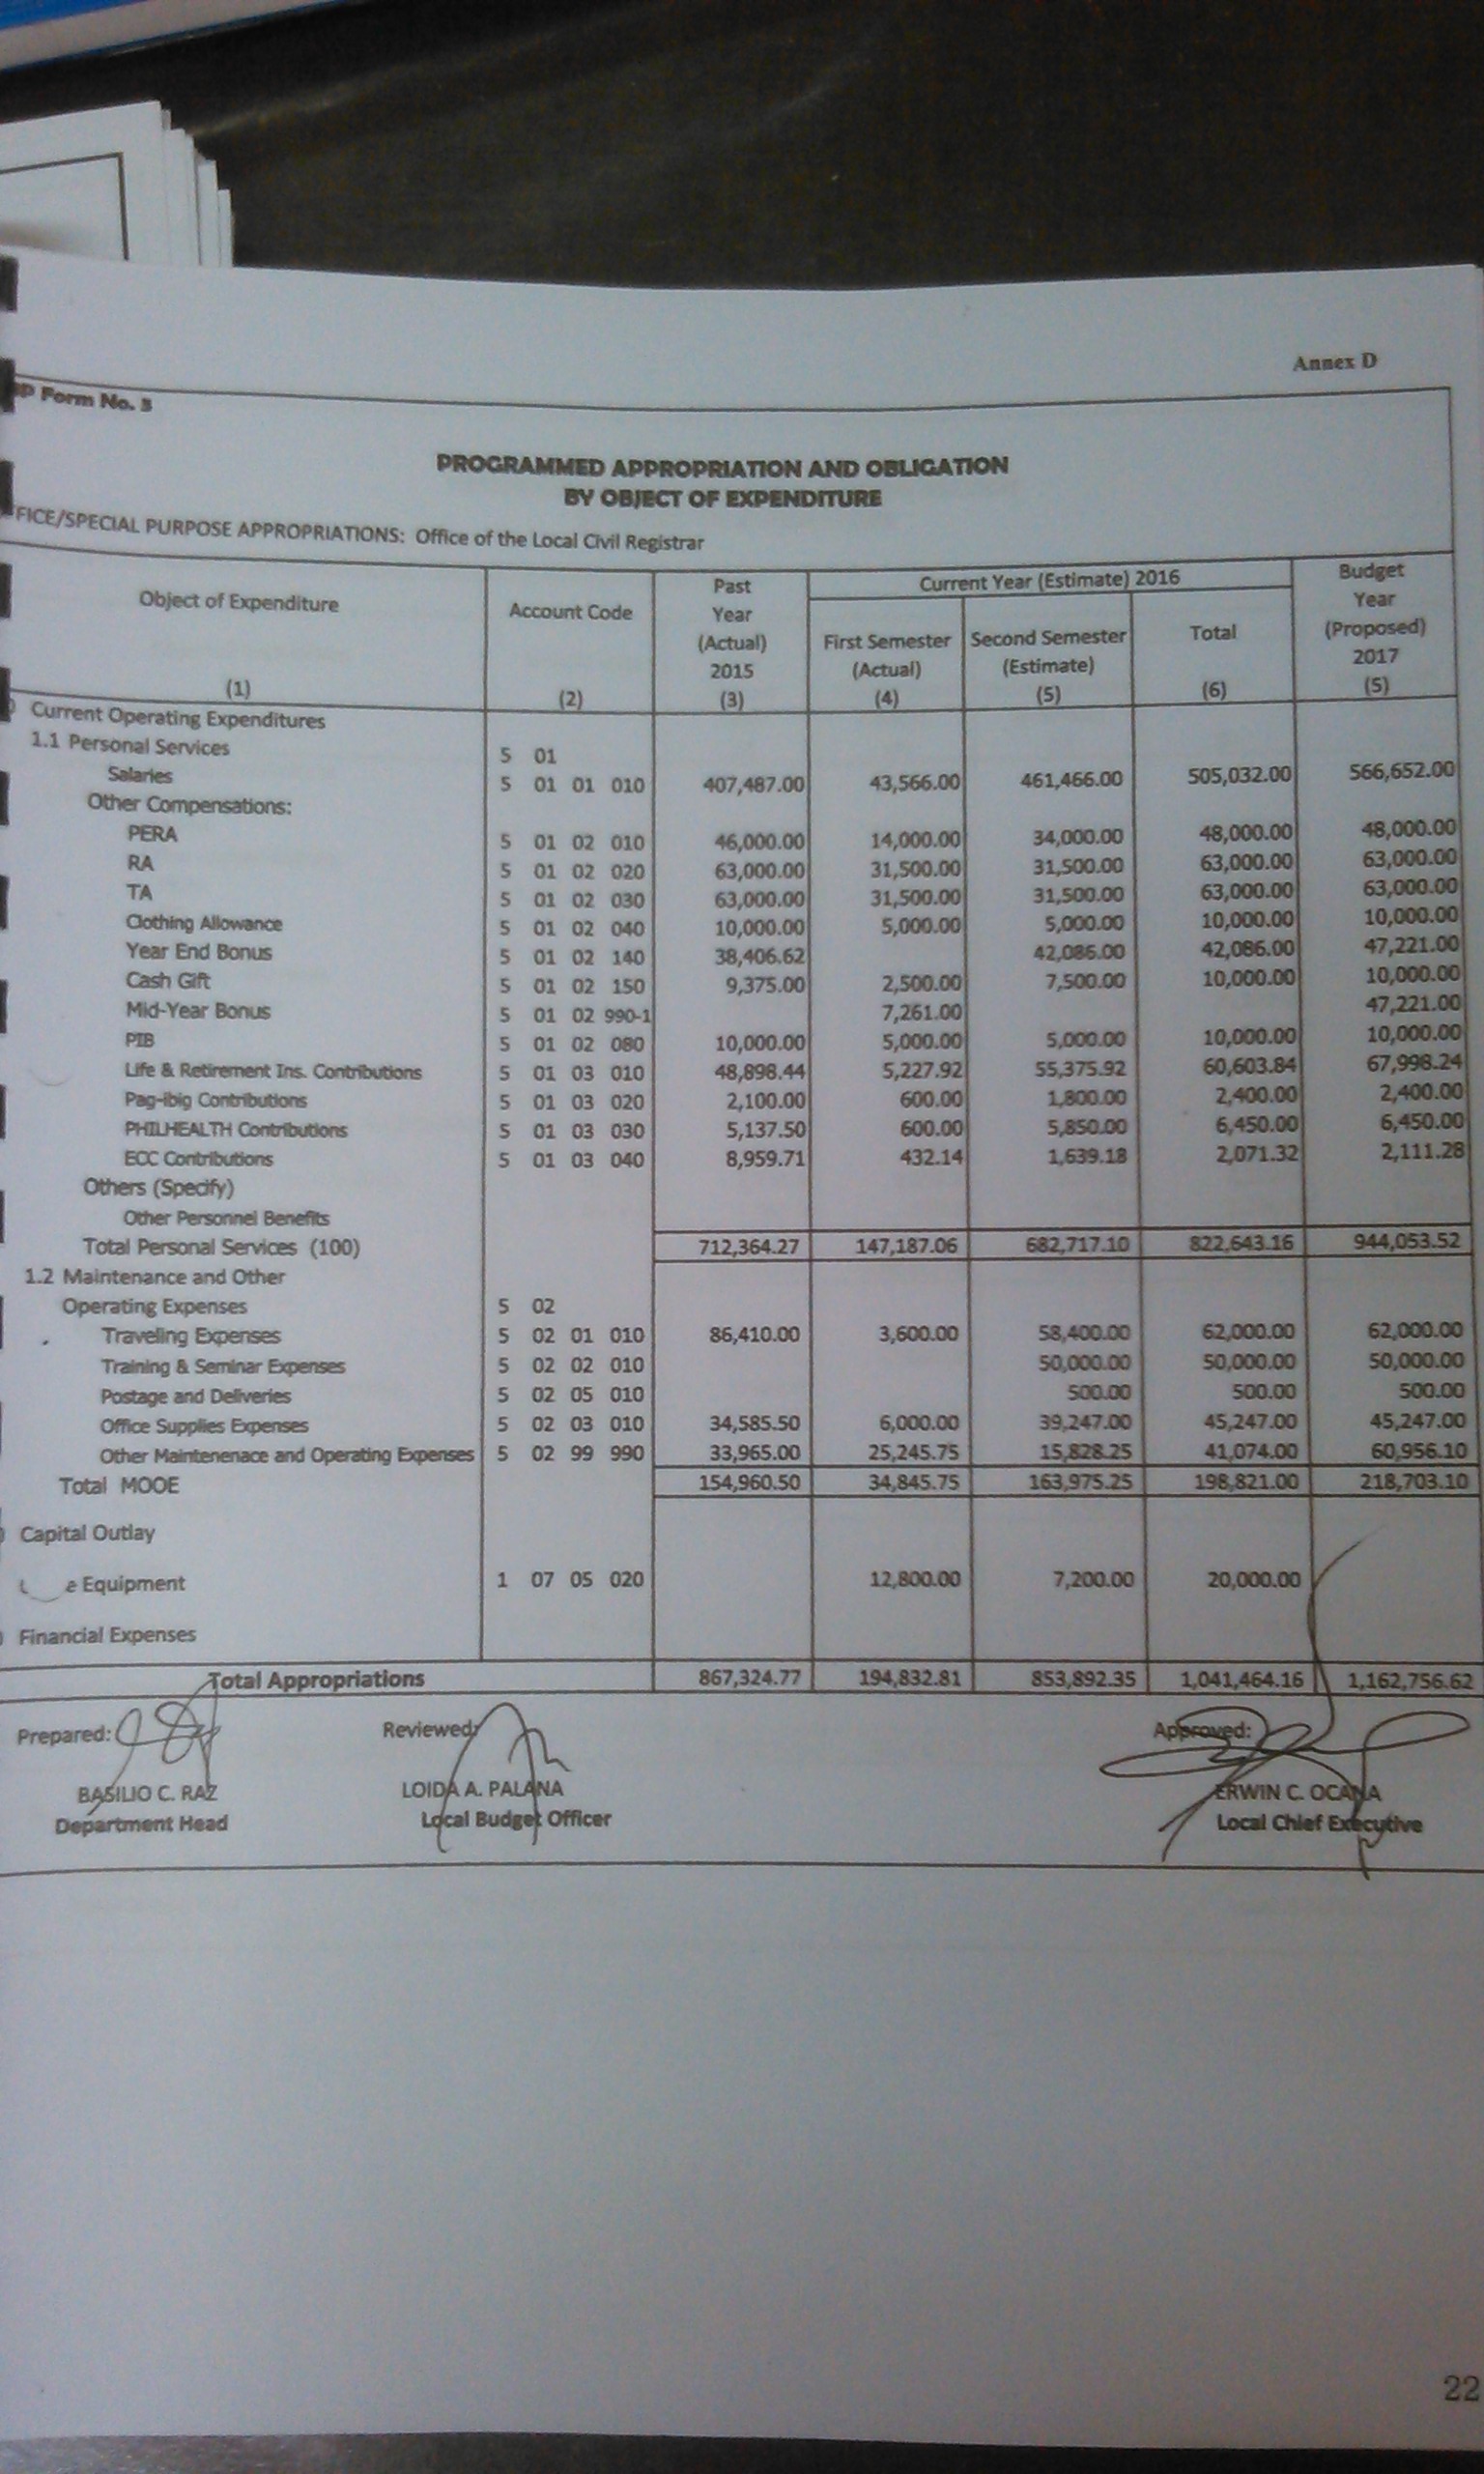 Annex D
P Form No. 3
PROGRAMMED APPROPRIATION AND OBLIGATION
BY OBJECT OF EXPENDITURE
FICE/SPECIAL PURPOSE APPROPRIATIONS: Office of the Local Civil Registrar
Object of Expenditure (1) Account Code (2) Past Year (Actual) 2015 (3) Current Year (Estimate) 2016 First Semester (Actual) (4) Second Semester (Estimate) (5) Total (6) Budget Year (Proposed) 2017 (5)
) Current Operating Expenditures
1.1 Personal Services 5 01
Salaries 5 01 01 010 407,487.00 43,566.00 461,466.00 505,032.00 566,652.00
Other Compensations:
PERA 5 01 02 010 46,000.00 14,000.00 34,000.00 48,000.00 48,000.00
RA 5 01 02 020 63,000.00 31,500.00 31,500.00 63,000.00 63,000.00
TA 5 01 02 030 63,000.00 31,500.00 31,500.00 63,000.00 63,000.00
Clothing Allowance 5 01 02 040 10,000.00 5,000.00 5,000.00 10,000.00 10,000.00
Year End Bonus 5 01 02 140 38,406.62 42,086.00 42,086.00 47,221.00
Cash Gift 5 01 02 150 9,375.00 2,500.00 7,500.00 10,000.00 10,000.00
Mid-Year Bonus 5 01 02 990-1 7,261.00 47,221.00
PIB 5 01 02 080 10,000.00 5,000.00 5,000.00 10,000.00 10,000.00
Life & Retirement Ins. Contributions 5 01 03 010 48,898.44 5,227.92 55,375.92 60,603.84 67,998.24
Pag-ibig Contributions 5 01 03 020 2,100.00 600.00 1,800.00 2,400.00 2,400.00
PHILHEALTH Contributions 5 01 03 030 5,137.50 600.00 5,850.00 6,450.00 6,450.00
ECC Contributions 5 01 03 040 8,959.71 432.14 1,639.18 2,071.32 2,111.28
Others (Specify)
Other Personnel Benefits
Total Personal Services (100) 712,364.27 147,187.06 682,717.10 822,643.16 944,053.52
1.2 Maintenance and Other
Operating Expenses 5 02
Traveling Expenses 5 02 01 010 86,410.00 3,600.00 58,400.00 62,000.00 62,000.00
Training & Seminar Expenses 5 02 02 010 50,000.00 50,000.00 50,000.00
Postage and Deliveries 5 02 05 010 500.00 500.00 500.00
Office Supplies Expenses 5 02 03 010 34,585.50 6,000.00 39,247.00 45,247.00 45,247.00
Other Maintenenace and Operating Expenses 5 02 99 990 33,965.00 25,245.75 15,828.25 41,074.00 60,956.10
Total MOOE 154,960.50 34,845.75 163,975.25 198,821.00 218,703.10
) Capital Outlay
e Equipment 1 07 05 020 12,800.00 7,200.00 20,000.00
) Financial Expenses
Total Appropriations 867,324.77 194,832.81 853,892.35 1,041,464.16 1,162,756.62
Prepared: Reviewed: Approved:
BASILIO C. RAZ LOIDA A. PALANA ERWIN C. OCANA
Department Head Local Budget Officer Local Chief Executive
22